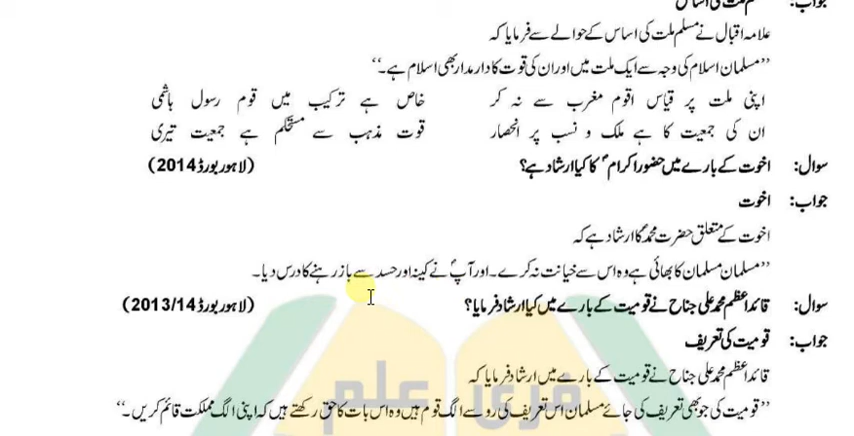 جواب: مسلم ملت کی اساس
علامہ اقبال نے مسلم ملت کی اساس کے حوالے سے فرمایا کہ
”مسلمان اسلام کی وجہ سے ایک ملت ہیں اور ان کی قوت کا دارومدار بھی اسلام ہے۔“
اپنی ملت پر قیاس اقوم مغرب سے نہ کر خاص ہے ترکیب میں قوم رسول ہاشمی
ان کی جمعیت کا ہے ملک و نسب پر انحصار قوت مذہب سے مستحکم ہے جمعیت تیری
سوال: اخوت کے بارے میں حضور اکرامؐ کا کیا ارشاد ہے؟ (لاہور بورڈ 2014)
جواب: اخوت
اخوت کے متعلق حضرت محمدؐ کا ارشاد ہے کہ
”مسلمان مسلمان کا بھائی ہے وہ اس سے خیانت نہ کرے۔ اور آپؐ نے کینہ اور حسد سے باز رہنے کا درس دیا۔
سوال: قائداعظم محمد علی جناح نے قومیت کے بارے میں کیا ارشاد فرمایا؟ (لاہور بورڈ 2013/14)
جواب: قومیت کی تعریف
قائداعظم محمد علی جناح نے قومیت کے بارے میں ارشاد فرمایا کہ
”قومیت کی جو بھی تعریف کی جائے مسلمان اس تعریف کی رو سے الگ قوم ہیں وہ اس بات کا حق رکھتے ہیں کہ اپنی الگ مملکت قائم کریں۔“
فری علم